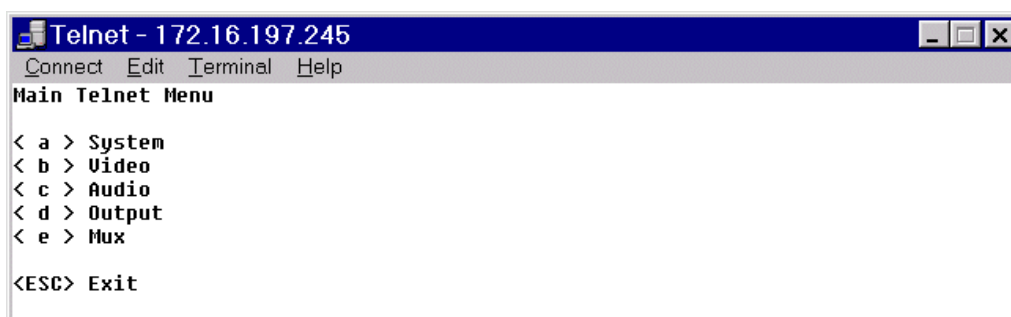 Telnet - 172.16.197.245
Connect Edit Terminal Help
Main Telnet Menu
< a > System
< b > Video
< c > Audio
< d > Output
< e > Mux
<ESC> Exit